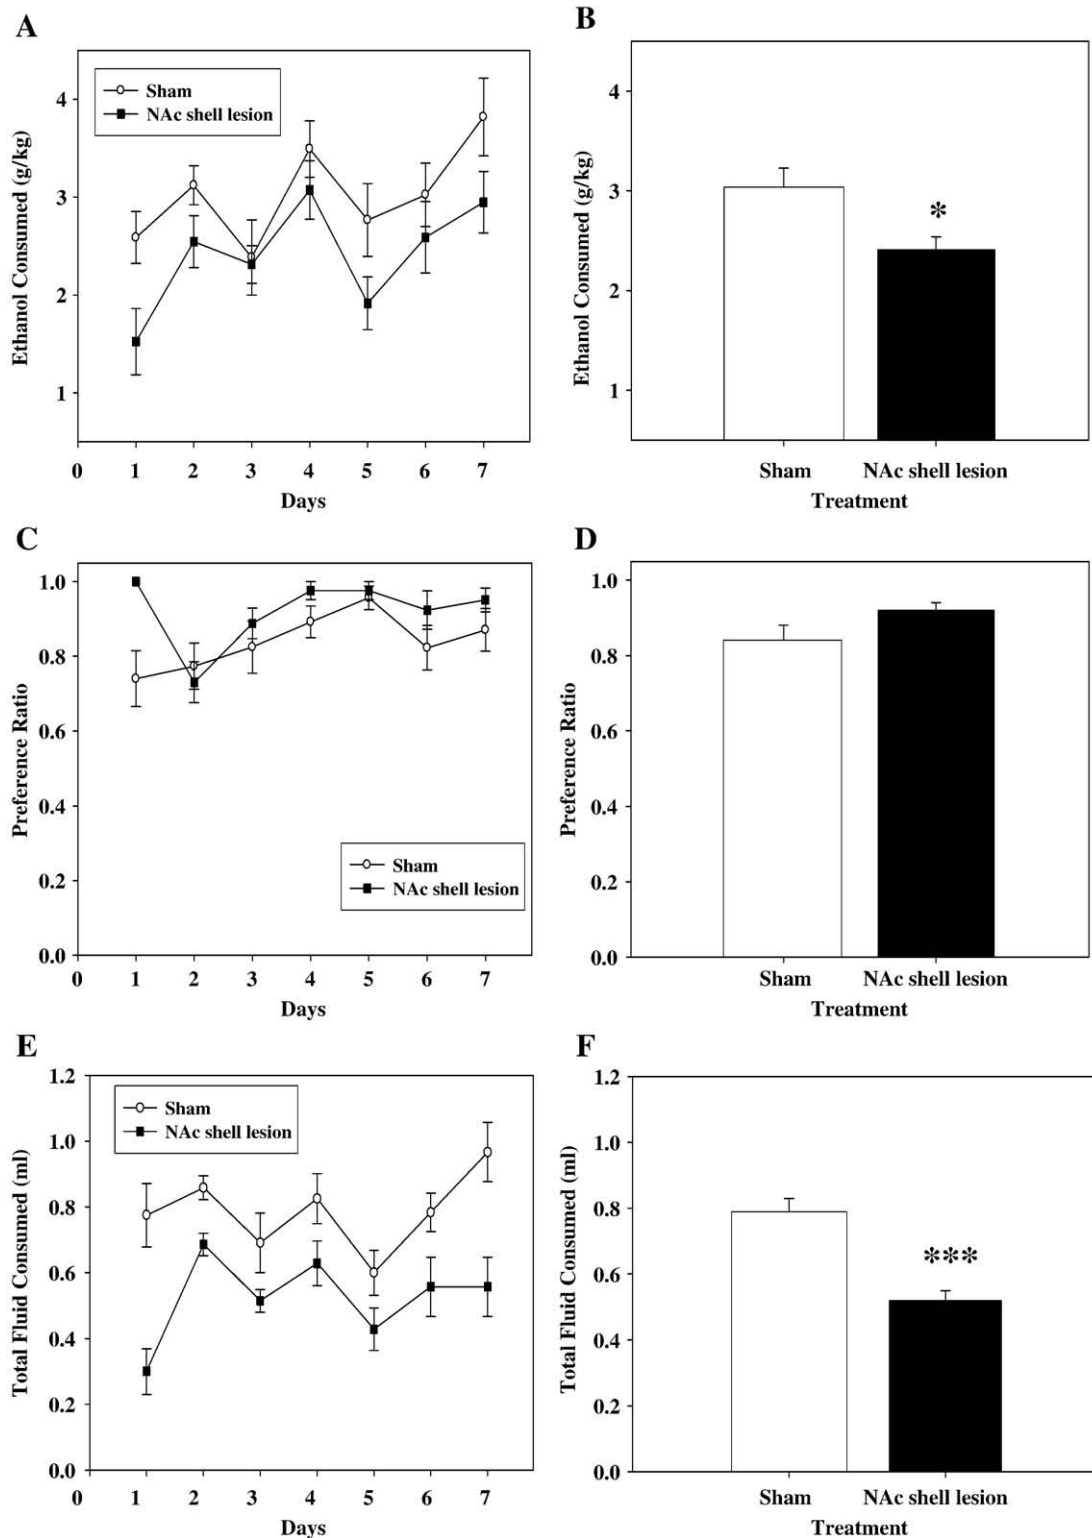 A
Sham
NAc shell lesion
Ethanol Consumed (g/kg)
4
3
2
1
0 1 2 3 4 5 6 7
Days
B
Ethanol Consumed (g/kg)
4
3
2
1
*
Sham NAc shell lesion
Treatment
C
Preference Ratio
1.0
0.8
0.6
0.4
0.2
0.0
Sham
NAc shell lesion
0 1 2 3 4 5 6 7
Days
D
Preference Ratio
1.0
0.8
0.6
0.4
0.2
0.0
Sham NAc shell lesion
Treatment
E
Total Fluid Consumed (ml)
1.2
1.0
0.8
0.6
0.4
0.2
0.0
Sham
NAc shell lesion
0 1 2 3 4 5 6 7
Days
F
Total Fluid Consumed (ml)
1.2
1.0
0.8
0.6
0.4
0.2
0.0
***
Sham NAc shell lesion
Treatment